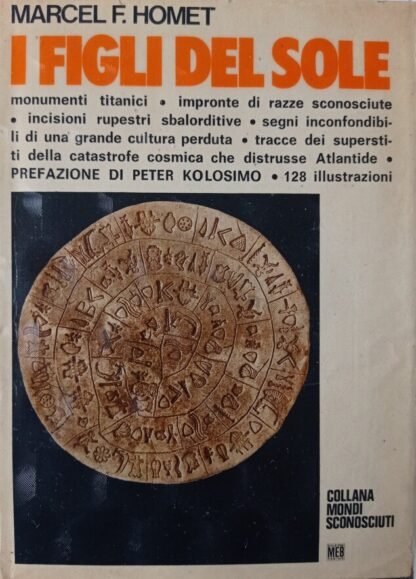 MARCEL F. HOMET
I FIGLI DEL SOLE
monumenti titanici • impronte di razze sconosciute
• incisioni rupestri sbalorditive • segni inconfondibi-
li di una grande cultura perduta • tracce dei supersti-
ti della catastrofe cosmica che distrusse Atlantide •
PREFAZIONE DI PETER KOLOSIMO • 128 illustrazioni
COLLANA
MONDI
SCONOSCIUTI
MEB